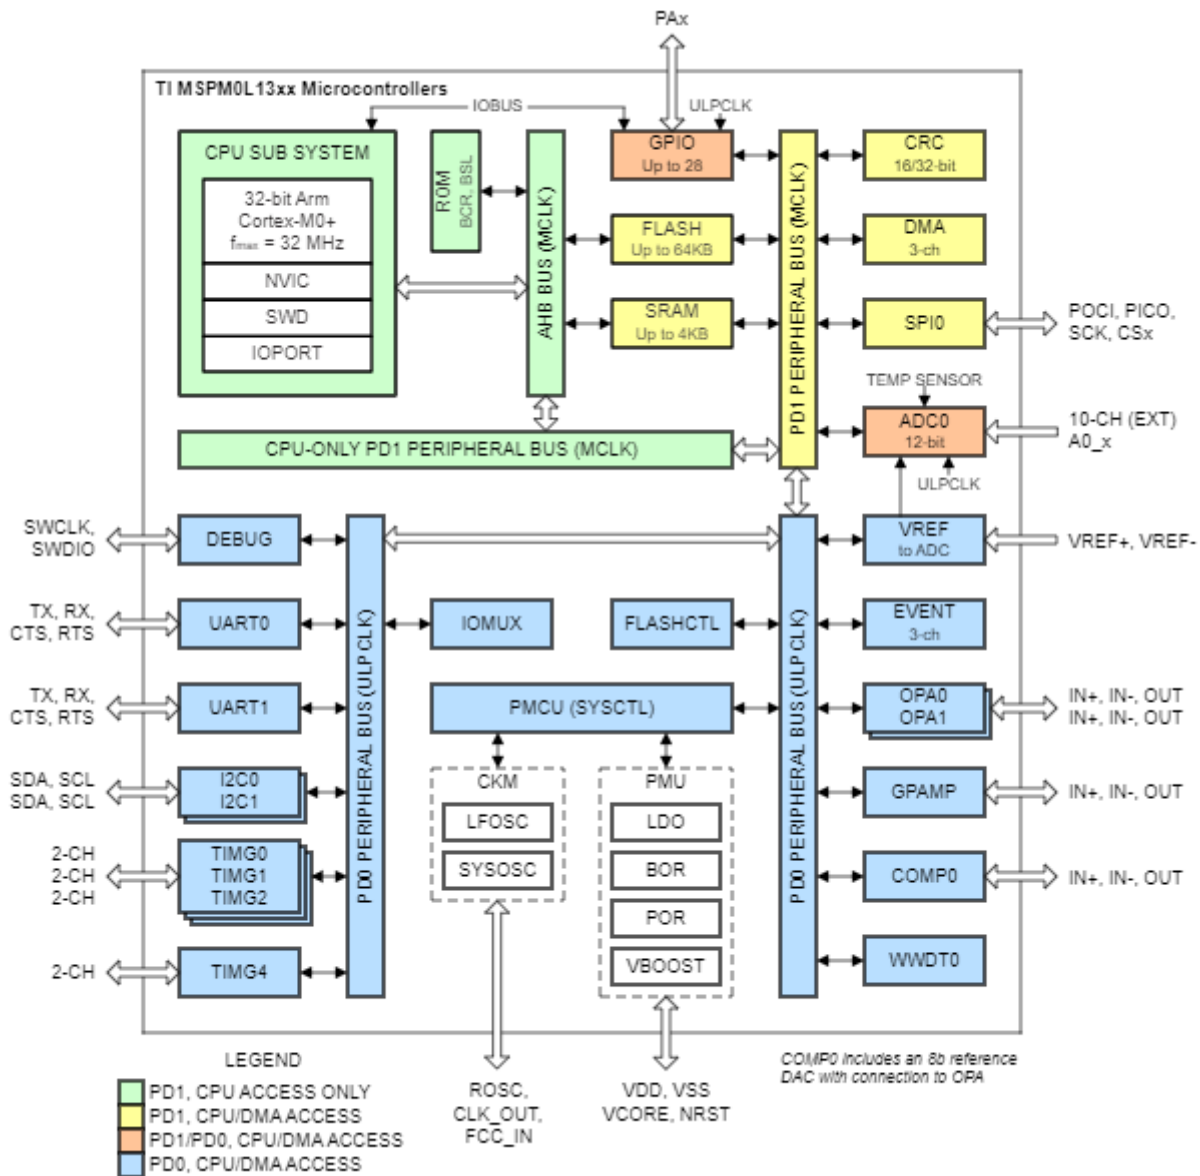 PAx
TI MSPM0L13xx Microcontrollers
IOBUS
ULPCLK
CPU SUB SYSTEM
32-bit Arm
Cortex-M0+
fmax = 32 MHz
NVIC
SWD
IOPORT
ROM
BCR, BSL
AHB BUS (MCLK)
GPIO
Up to 28
FLASH
Up to 64KB
SRAM
Up to 4KB
PD1 PERIPHERAL BUS (MCLK)
CRC
16/32-bit
DMA
3-ch
SPI0
POCI, PICO,
SCK, CSx
TEMP SENSOR
ADC0
12-bit
10-CH (EXT)
A0_x
ULPCLK
CPU-ONLY PD1 PERIPHERAL BUS (MCLK)
SWCLK,
SWDIO
DEBUG
TX, RX,
CTS, RTS
UART0
TX, RX,
CTS, RTS
UART1
SDA, SCL
SDA, SCL
I2C0
I2C1
2-CH
2-CH
2-CH
TIMG0
TIMG1
TIMG2
2-CH
TIMG4
PD0 PERIPHERAL BUS (ULPCLK)
IOMUX
FLASHCTL
PMCU (SYSCTL)
CKM
LFOSC
SYSOSC
PMU
LDO
BOR
POR
VBOOST
PD0 PERIPHERAL BUS (ULPCLK)
VREF
to ADC
VREF+, VREF-
EVENT
3-ch
OPA0
OPA1
IN+, IN-, OUT
IN+, IN-, OUT
GPAMP
IN+, IN-, OUT
COMP0
IN+, IN-, OUT
WWDT0
LEGEND
PD1, CPU ACCESS ONLY
PD1, CPU/DMA ACCESS
PD1/PD0, CPU/DMA ACCESS
PD0, CPU/DMA ACCESS
ROSC,
CLK_OUT,
FCC_IN
VDD, VSS
VCORE, NRST
COMP0 includes an 8b reference
DAC with connection to OPA